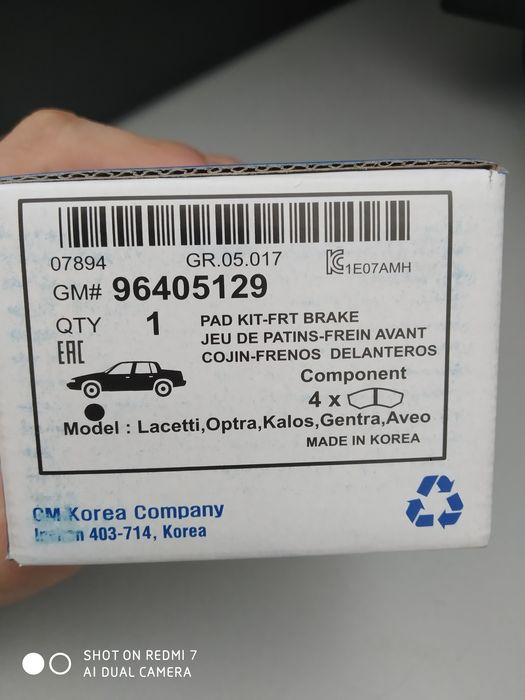 07894 GR.05.017 1E07AMH
GM# 96405129
QTY 1 PAD KIT-FRT BRAKE
JEU DE PATINS-FREIN AVANT
EAC COJIN-FRENOS DELANTEROS
Component
4 x
Model : Lacetti,Optra,Kalos,Gentra,Aveo
MADE IN KOREA
GM Korea Company
403-714, Korea
SHOT ON REDMI 7
AI DUAL CAMERA